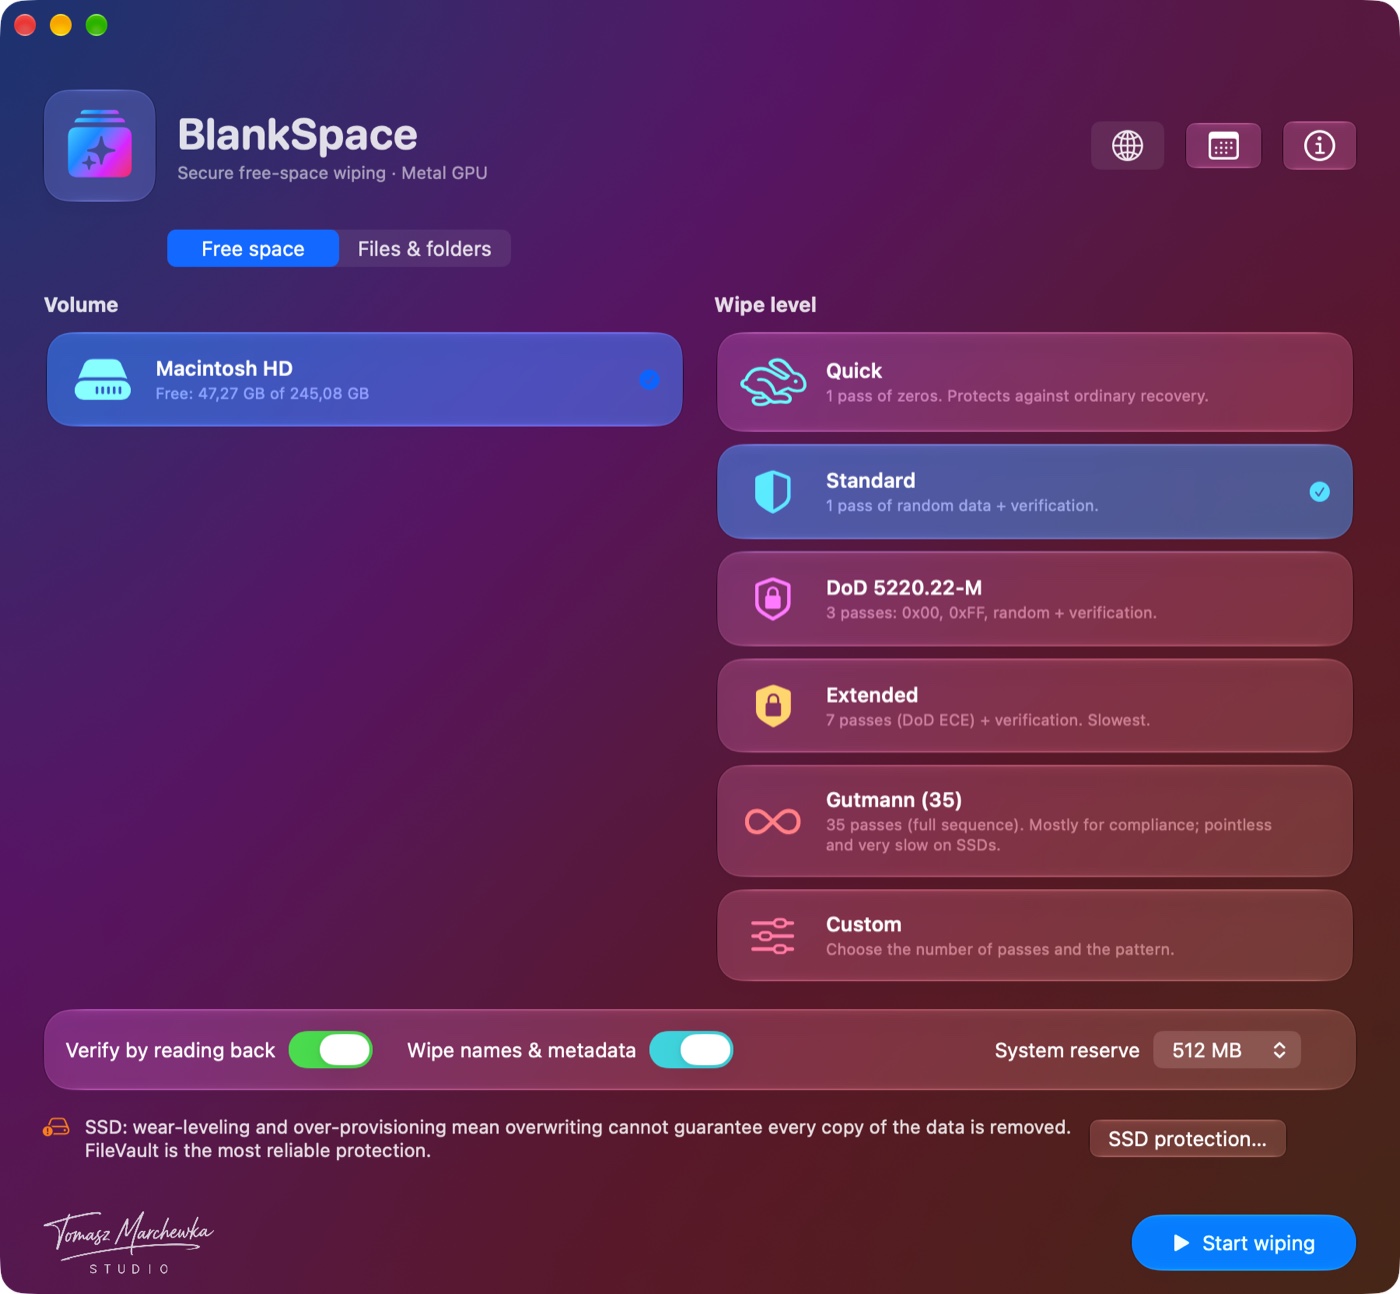 BlankSpace
Secure free-space wiping · Metal GPU
Free space
Files & folders
Volume
Macintosh HD
Free: 47,27 GB of 245,08 GB
Wipe level
Quick
1 pass of zeros. Protects against ordinary recovery.
Standard
1 pass of random data + verification.
DoD 5220.22-M
3 passes: 0x00, 0xFF, random + verification.
Extended
7 passes (DoD ECE) + verification. Slowest.
Gutmann (35)
35 passes (full sequence). Mostly for compliance; pointless
and very slow on SSDs.
Custom
Choose the number of passes and the pattern.
Verify by reading back
Wipe names & metadata
System reserve
512 MB
SSD: wear-leveling and over-provisioning mean overwriting cannot guarantee every copy of the data is removed.
FileVault is the most reliable protection.
SSD protection...
Tomasz Marchewka
STUDIO
Start wiping